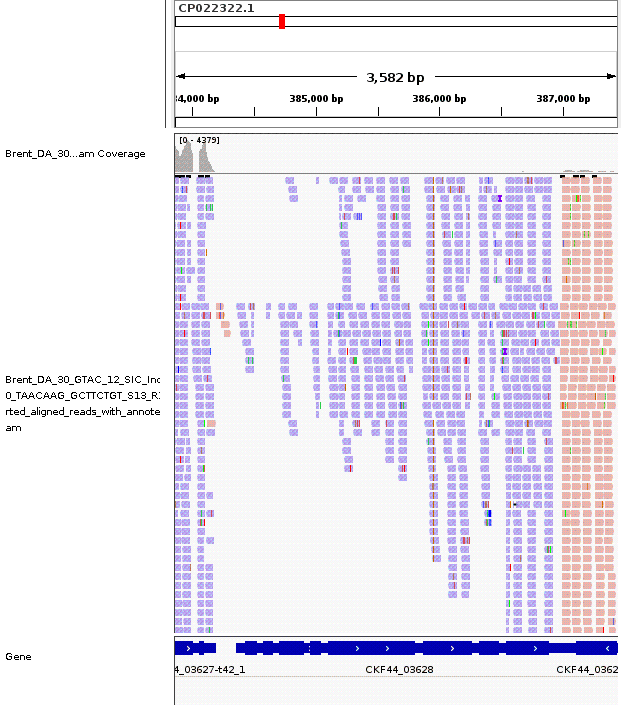 CP022322.1
3,582 bp
84,000 bp 385,000 bp 386,000 bp 387,000 bp
[0 - 4379]
Brent_DA_30...am Coverage
Brent_DA_30_GTAC_12_SIC_Inc
0_TAACAAG_GCTTCTGT_S13_R
rted_aligned_reads_with_annote
am
Gene
4_03627-t42_1 CKF44_03628 CKF44_0362